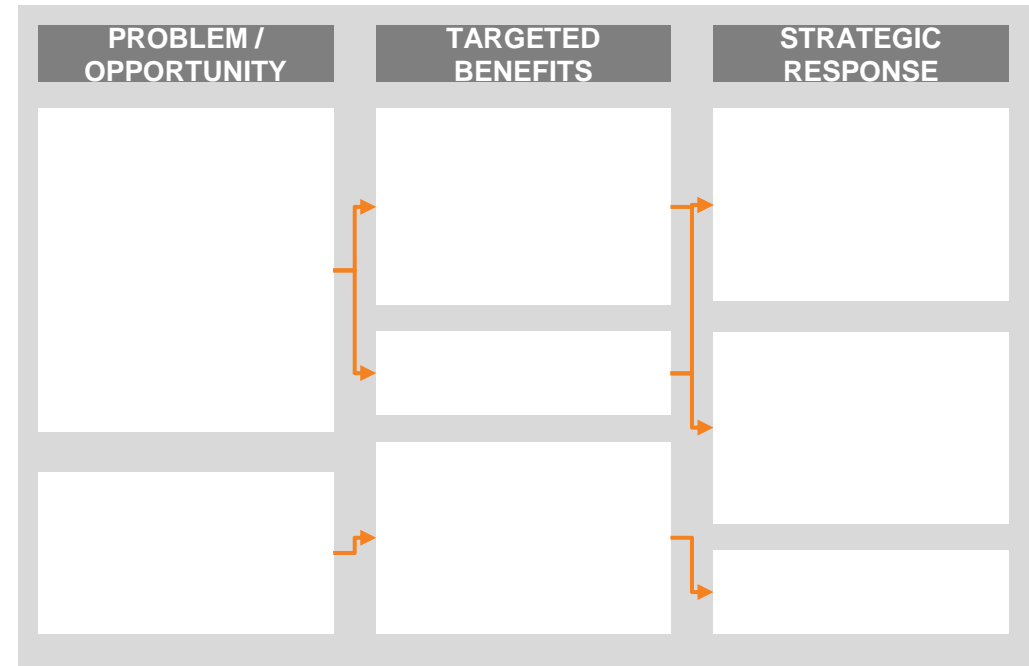 PROBLEM /
OPPORTUNITY
TARGETED
BENEFITS
STRATEGIC
RESPONSE